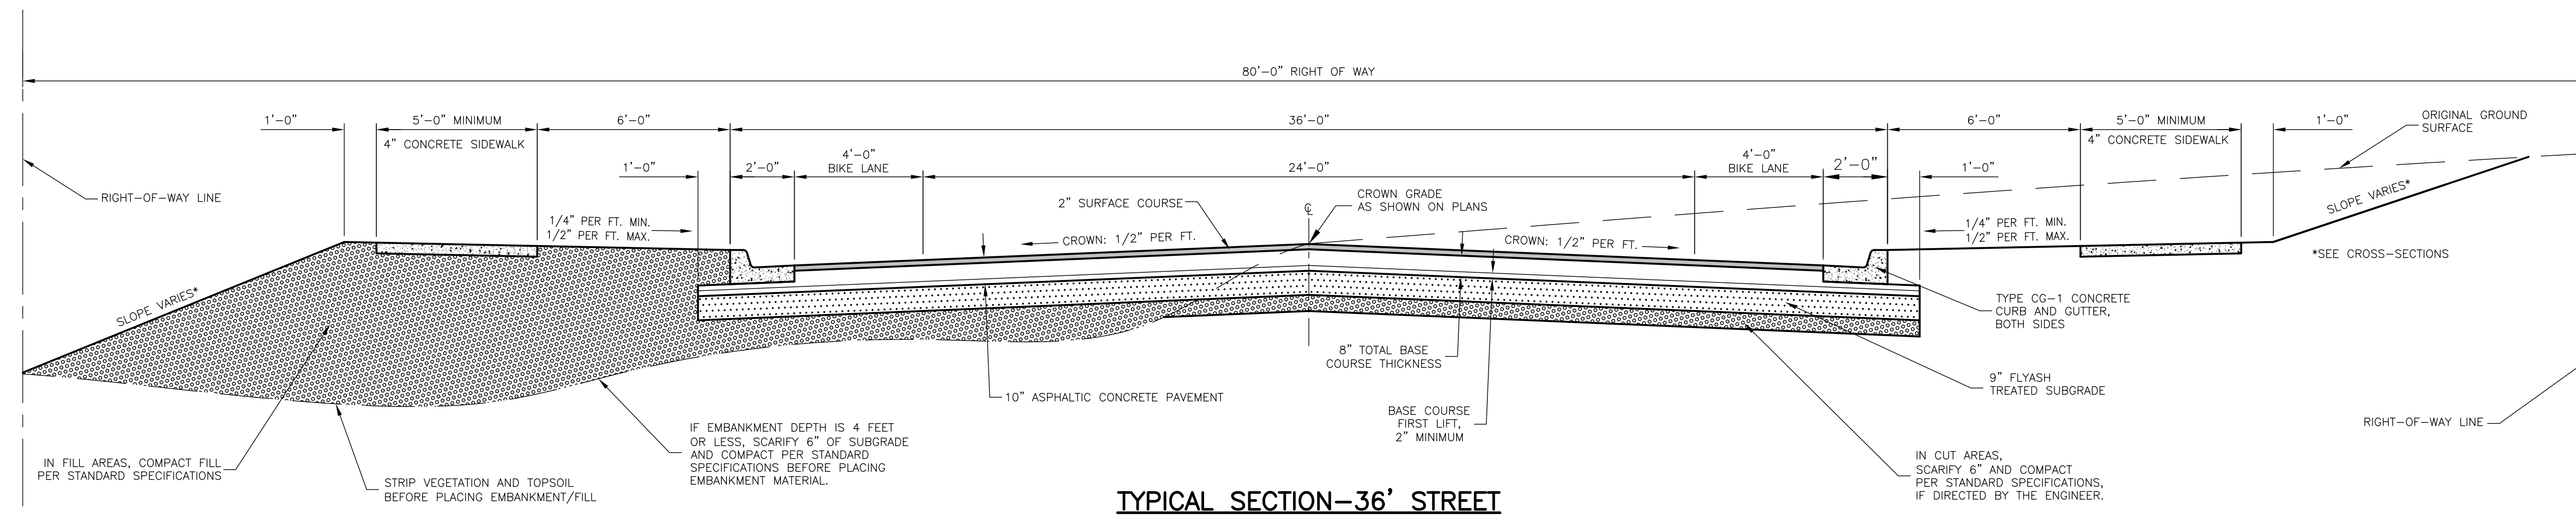 80'-0" RIGHT OF WAY
1'-0"
5'-0" MINIMUM
4" CONCRETE SIDEWALK
6'-0"
36'-0"
6'-0"
5'-0" MINIMUM
4" CONCRETE SIDEWALK
1'-0"
ORIGINAL GROUND
SURFACE
1'-0"
2'-0"
4'-0"
BIKE LANE
24'-0"
4'-0"
BIKE LANE
2'-0"
1'-0"
RIGHT-OF-WAY LINE
1/4" PER FT. MIN.
1/2" PER FT. MAX.
2" SURFACE COURSE
CROWN GRADE
AS SHOWN ON PLANS
℄
CROWN: 1/2" PER FT.
CROWN: 1/2" PER FT.
1/4" PER FT. MIN.
1/2" PER FT. MAX.
SLOPE VARIES*
*SEE CROSS-SECTIONS
SLOPE VARIES*
TYPE CG-1 CONCRETE
CURB AND GUTTER,
BOTH SIDES
8" TOTAL BASE
COURSE THICKNESS
9" FLYASH
TREATED SUBGRADE
10" ASPHALTIC CONCRETE PAVEMENT
BASE COURSE
FIRST LIFT,
2" MINIMUM
RIGHT-OF-WAY LINE
IF EMBANKMENT DEPTH IS 4 FEET
OR LESS, SCARIFY 6" OF SUBGRADE
AND COMPACT PER STANDARD
SPECIFICATIONS BEFORE PLACING
EMBANKMENT MATERIAL.
IN FILL AREAS, COMPACT FILL
PER STANDARD SPECIFICATIONS
STRIP VEGETATION AND TOPSOIL
BEFORE PLACING EMBANKMENT/FILL
IN CUT AREAS,
SCARIFY 6" AND COMPACT
PER STANDARD SPECIFICATIONS,
IF DIRECTED BY THE ENGINEER.
TYPICAL SECTION-36' STREET